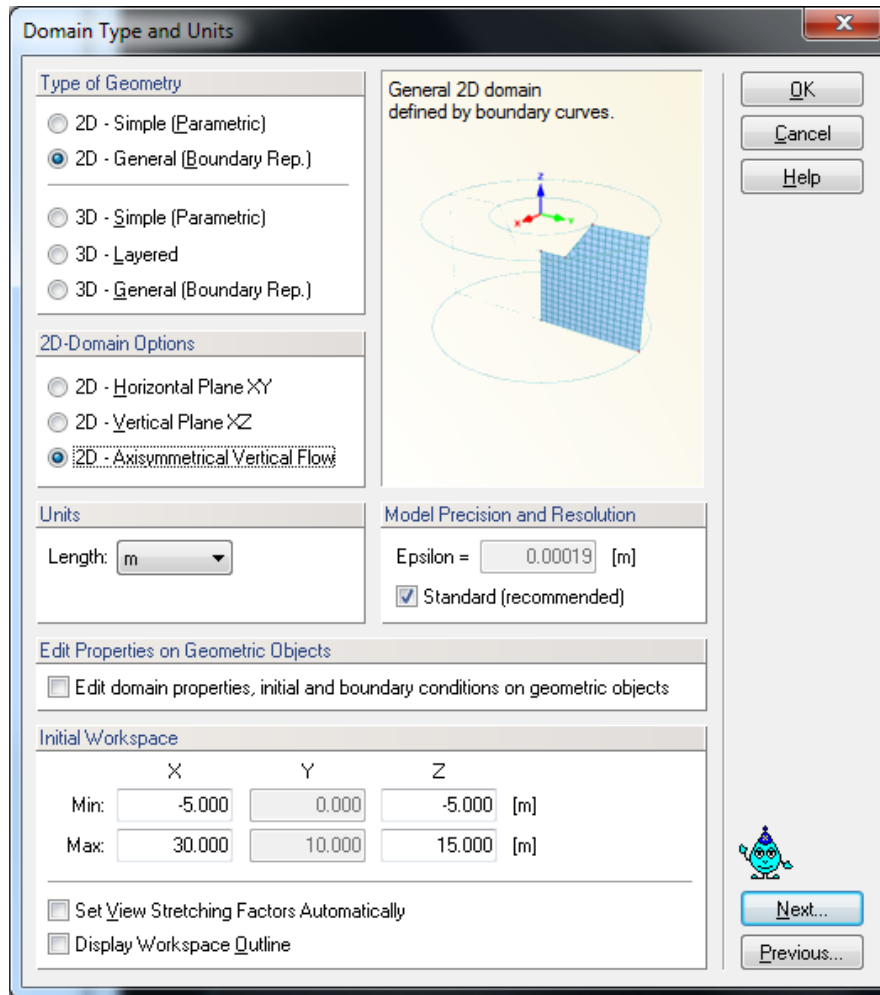 Domain Type and Units
Type of Geometry
2D - Simple (Parametric)
2D - General (Boundary Rep.)
3D - Simple (Parametric)
3D - Layered
3D - General (Boundary Rep.)
General 2D domain
defined by boundary curves.
z
x
y
OK
Cancel
Help
2D-Domain Options
2D - Horizontal Plane XY
2D - Vertical Plane XZ
2D - Axisymmetrical Vertical Flow
Units
Length: m
Model Precision and Resolution
Epsilon = 0.00019 [m]
Standard (recommended)
Edit Properties on Geometric Objects
Edit domain properties, initial and boundary conditions on geometric objects
Initial Workspace
X Y Z
Min: -5.000 0.000 -5.000 [m]
Max: 30.000 10.000 15.000 [m]
Set View Stretching Factors Automatically
Display Workspace Outline
Next...
Previous...